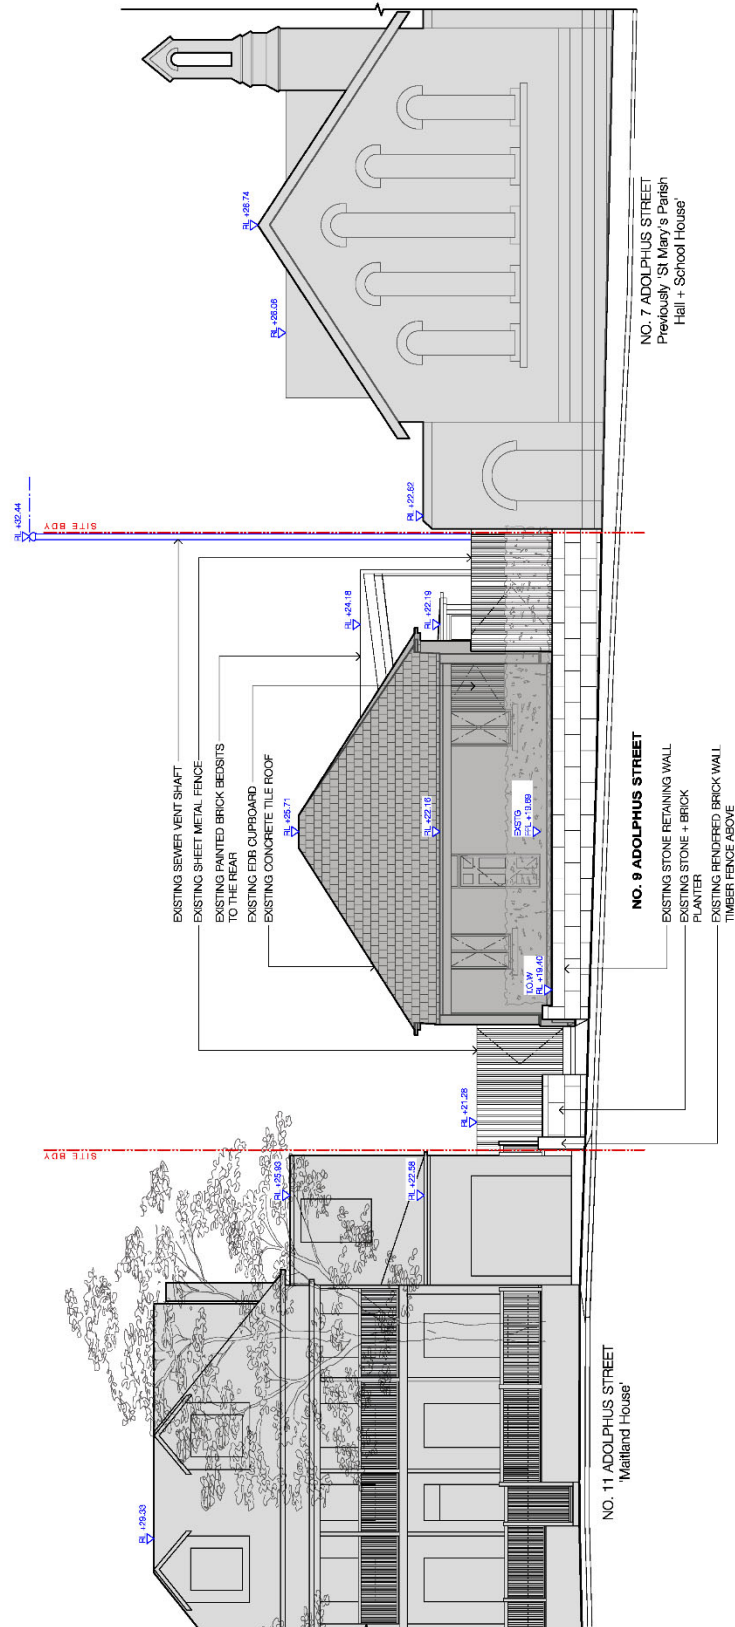 RL +29.33
RL +25.93
RL +22.58
NO. 11 ADOLPHUS STREET
'Maitland House'
SITE BDY
RL +21.28
EXISTING SEWER VENT SHAFT
EXISTING SHEET METAL FENCE
EXISTING PAINTED BRICK BEDSITS
TO THE REAR
EXISTING EDB CUPBOARD
EXISTING CONCRETE TILE ROOF
RL +25.71
RL +22.16
EXSTG
FFL +19.69
T.O.W
RL +19.40
RL +24.18
RL +22.19
NO. 9 ADOLPHUS STREET
EXISTING STONE RETAINING WALL
EXISTING STONE + BRICK
PLANTER
EXISTING RENDERED BRICK WALL
TIMBER FENCE ABOVE
RL +32.44
SITE BDY
RL +22.62
RL +26.06
RL +26.74
NO. 7 ADOLPHUS STREET
Previously 'St Mary's Parish
Hall + School House'